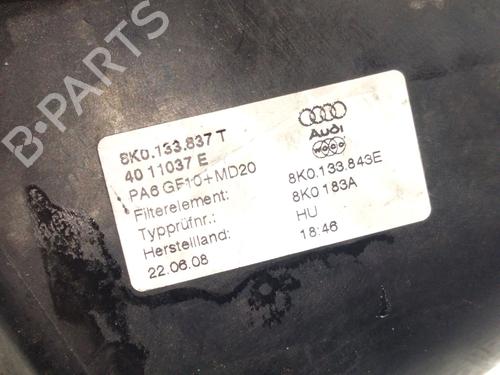 B-PARTS
8K0.133.837 T
40 11037 E
PA6 GF10+MD20
Filterelement: 8K0.133.843E
Typprüfnr.: 8K0 183A
Herstellland: HU
22.06.08 18:46
Audi